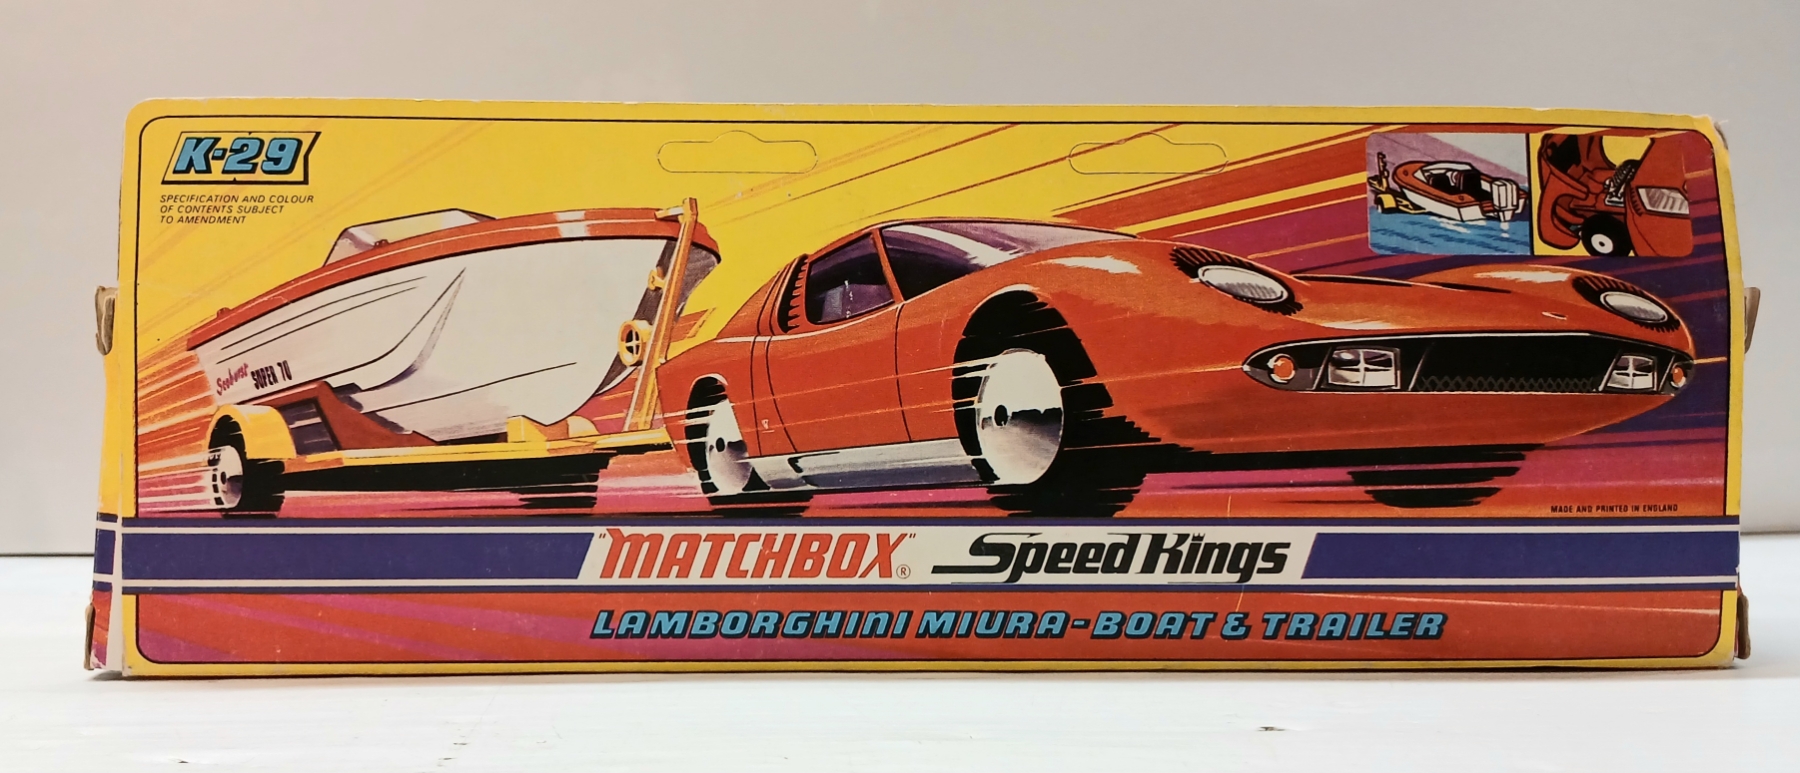 K-29
SPECIFICATION AND COLOUR
OF CONTENTS SUBJECT
TO AMENDMENT
Seaburst SUPER 70
MADE AND PRINTED IN ENGLAND
"MATCHBOX"® Speed Kings
LAMBORGHINI MIURA-BOAT & TRAILER